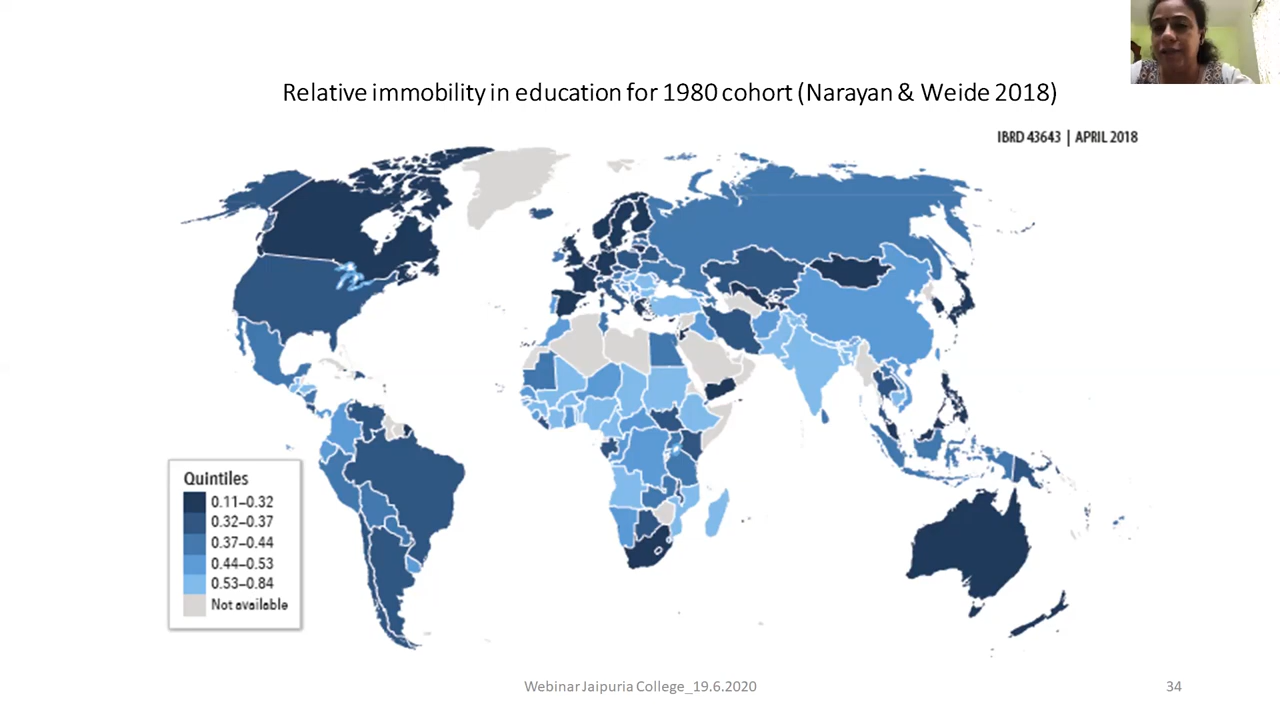 Relative immobility in education for 1980 cohort (Narayan & Weide 2018)
IBRD 43643 | APRIL 2018
Quintiles
0.11–0.32
0.32–0.37
0.37–0.44
0.44–0.53
0.53–0.84
Not available
Webinar Jaipuria College_19.6.2020
34